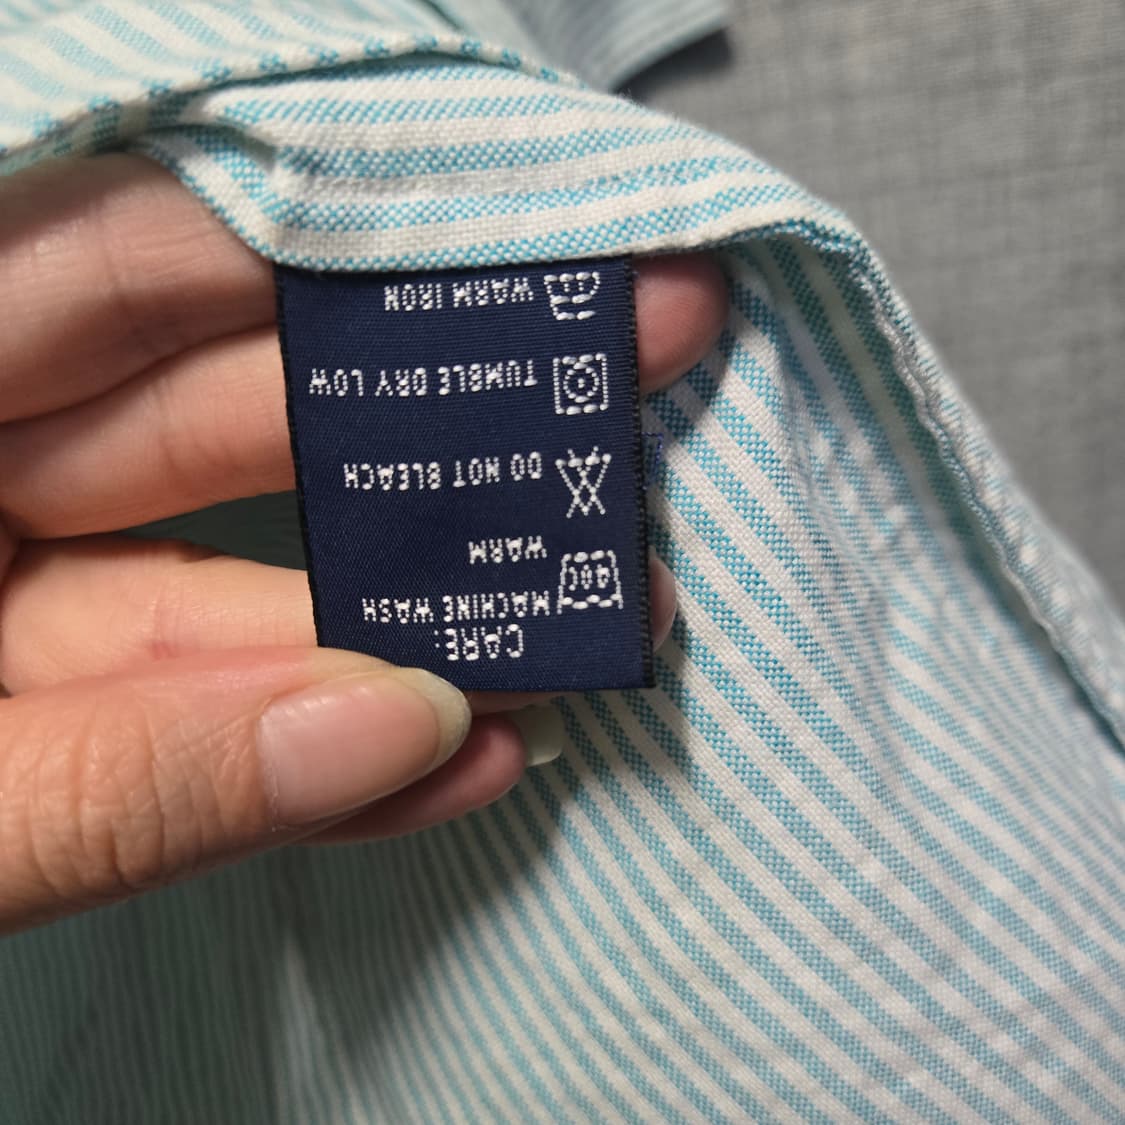 CARE:
MACHINE WASH
WARM
DO NOT BLEACH
TUMBLE DRY LOW
WARM IRON